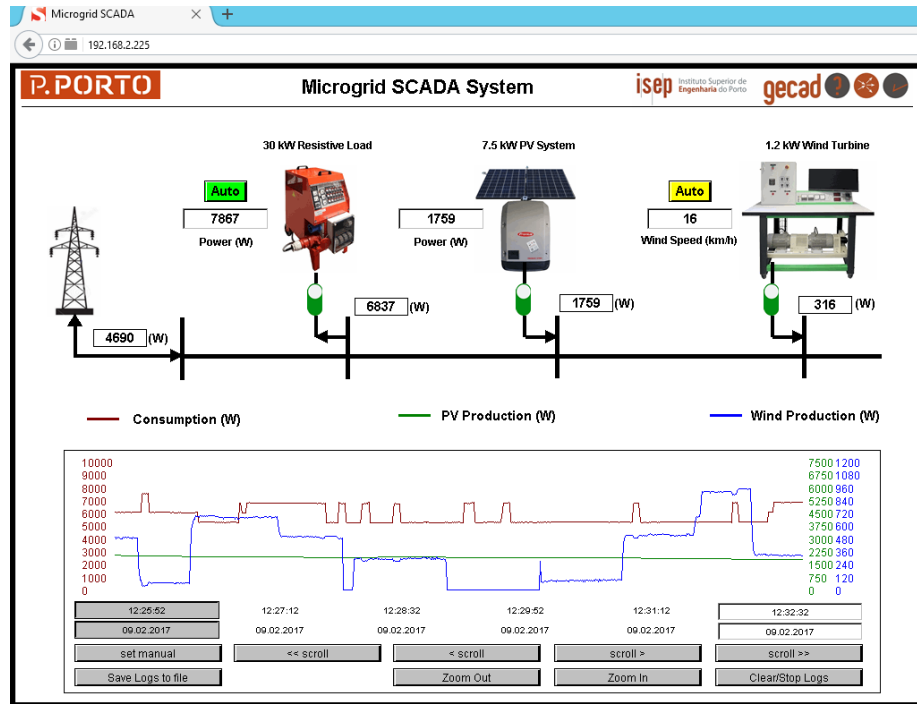 Microgrid SCADA
192.168.2.225
P.PORTO
Microgrid SCADA System
isep Instituto Superior de Engenharia do Porto
gecad
30 kW Resistive Load
7.5 kW PV System
1.2 kW Wind Turbine
Auto
Auto
7867
1759
16
Power (W)
Power (W)
Wind Speed (km/h)
6837 (W)
1759 (W)
316 (W)
4690 (W)
Consumption (W)
PV Production (W)
Wind Production (W)
10000 7500 1200
9000 6750 1080
8000 6000 960
7000 5250 840
6000 4500 720
5000 3750 600
4000 3000 480
3000 2250 360
2000 1500 240
1000 750 120
0 0 0
12:25:52 12:27:12 12:28:32 12:29:52 12:31:12 12:32:32
09.02.2017 09.02.2017 09.02.2017 09.02.2017 09.02.2017 09.02.2017
set manual << scroll < scroll scroll > scroll >>
Save Logs to file Zoom Out Zoom In Clear/Stop Logs